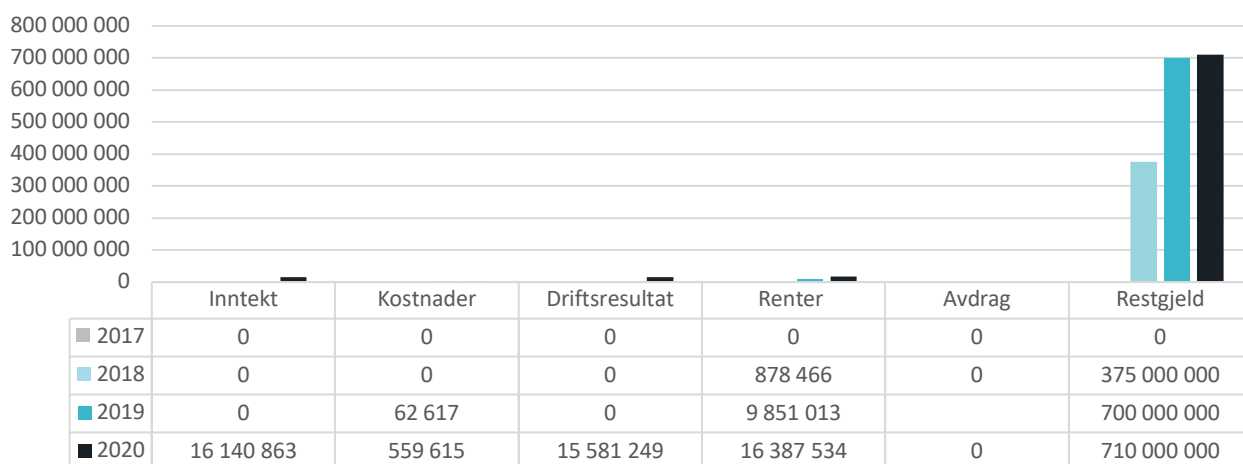 800 000 000
700 000 000
600 000 000
500 000 000
400 000 000
300 000 000
200 000 000
100 000 000
0
Inntekt Kostnader Driftsresultat Renter Avdrag Restgjeld
2017 0 0 0 0 0 0
2018 0 0 0 878 466 0 375 000 000
2019 0 62 617 0 9 851 013 700 000 000
2020 16 140 863 559 615 15 581 249 16 387 534 0 710 000 000